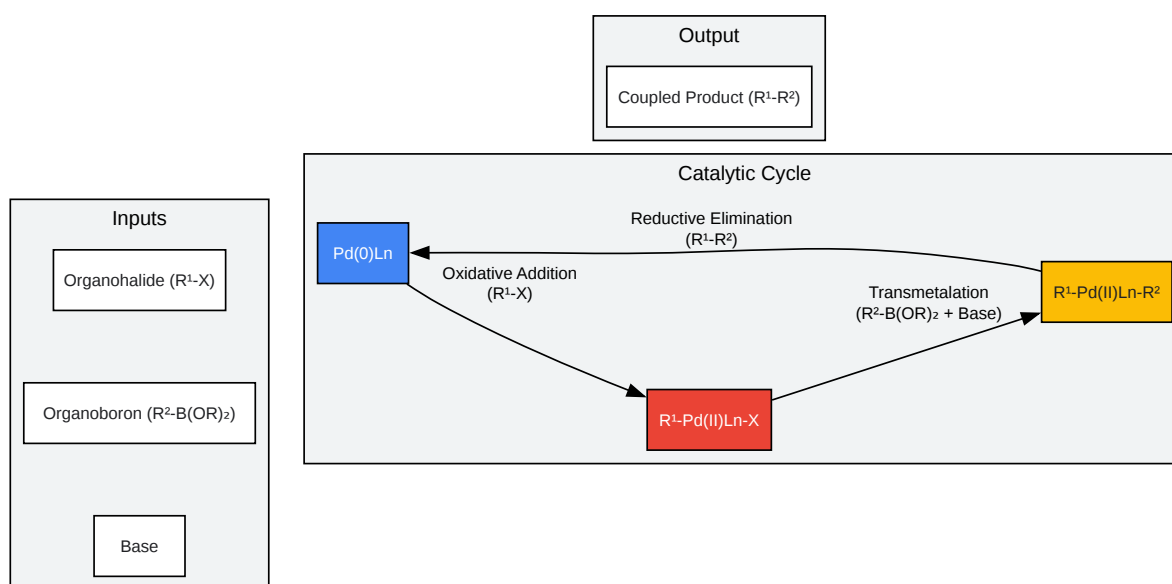 Output
Coupled Product (R¹-R²)
Catalytic Cycle
Reductive Elimination
(R¹-R²)
Pd(0)Ln
Oxidative Addition
(R¹-X)
Transmetalation
(R²-B(OR)₂ + Base)
R¹-Pd(II)Ln-R²
R¹-Pd(II)Ln-X
Inputs
Organohalide (R¹-X)
Organoboron (R²-B(OR)₂)
Base